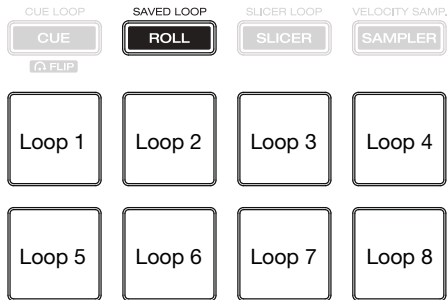 CUE LOOP SAVED LOOP SLICER LOOP VELOCITY SAMP.
CUE ROLL SLICER SAMPLER
FLIP
Loop 1 Loop 2 Loop 3 Loop 4
Loop 5 Loop 6 Loop 7 Loop 8